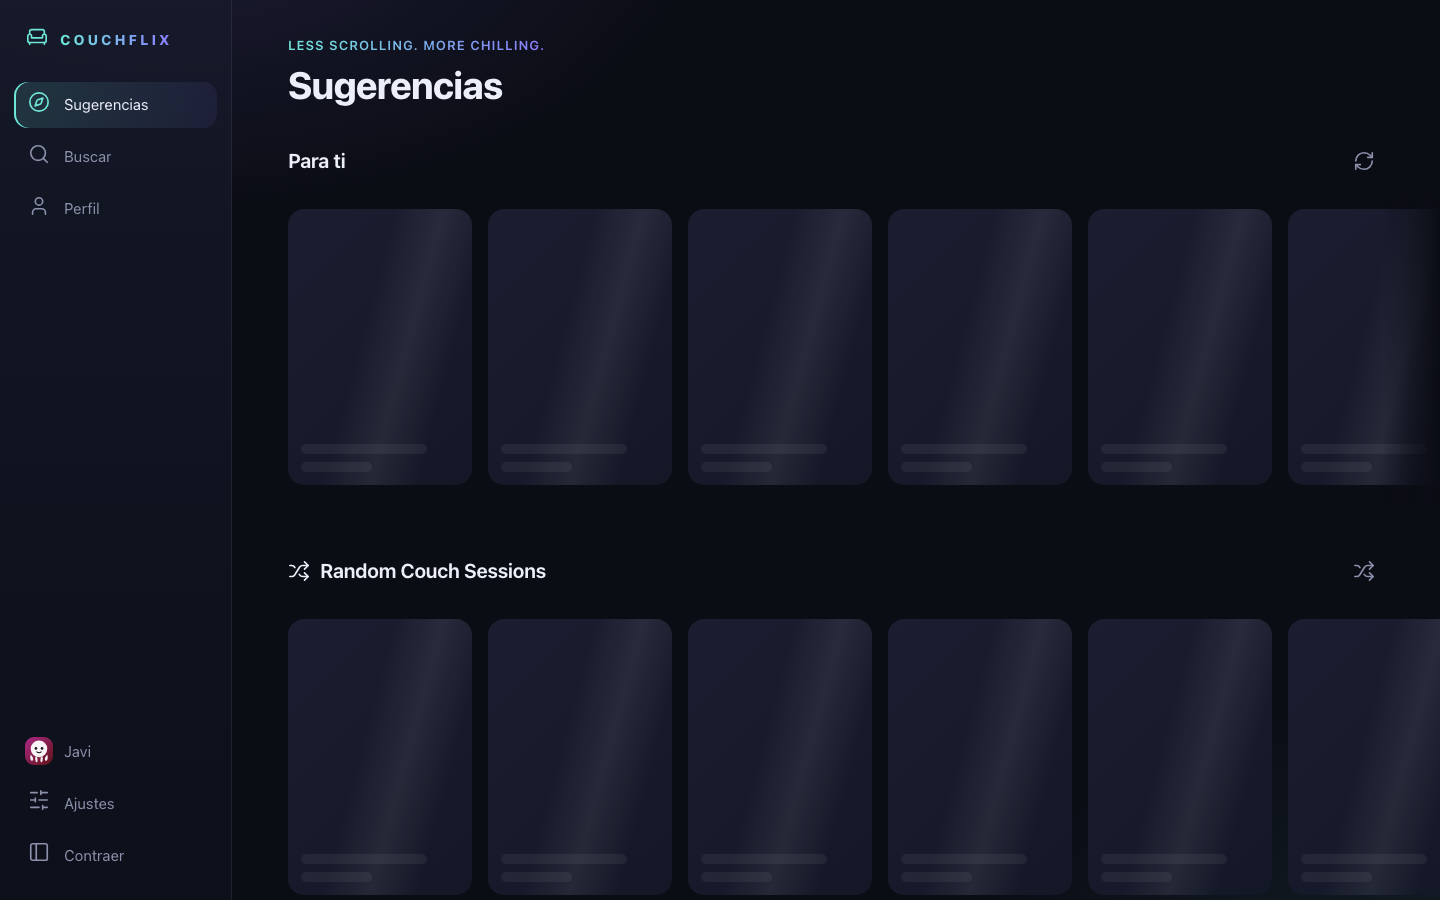 COUCHFLIX
Sugerencias
Buscar
Perfil
Javi
Ajustes
Contraer
LESS SCROLLING. MORE CHILLING.
Sugerencias
Para ti
Random Couch Sessions